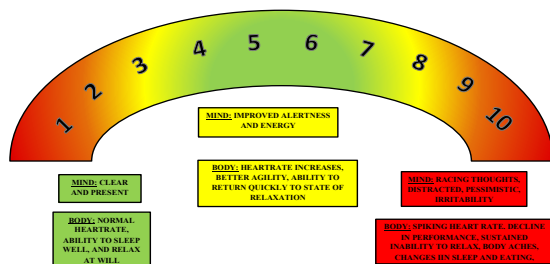 1 2 3 4 5 6 7 8 9 10
MIND: IMPROVED ALERTNESS
AND ENERGY
MIND: CLEAR
AND PRESENT
BODY: HEARTRATE INCREASES,
BETTER AGILITY, ABILITY TO
RETURN QUICKLY TO STATE OF
RELAXATION
MIND: RACING THOUGHTS,
DISTRACTED, PESSIMISTIC,
IRRITABILITY
BODY: NORMAL
HEARTRATE,
ABILITY TO SLEEP
WELL, AND RELAX
AT WILL
BODY: SPIKING HEART RATE, DECLINE
IN PERFORMANCE, SUSTAINED
INABILITY TO RELAX, BODY ACHES,
CHANGES IN SLEEP AND EATING.